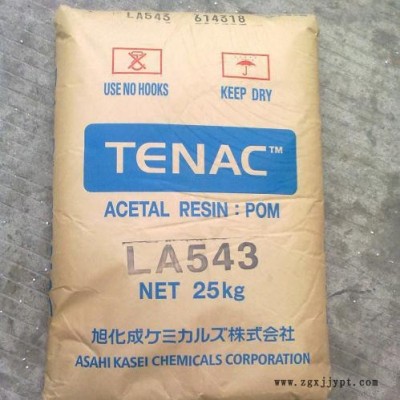 LA543 614318
USE NO HOOKS KEEP DRY
TENAC™
ACETAL RESIN : POM
LA543
NET 25kg
旭化成ケミカルズ株式会社
ASAHI KASEI CHEMICALS CORPORATION
www.zgxjjypt.com